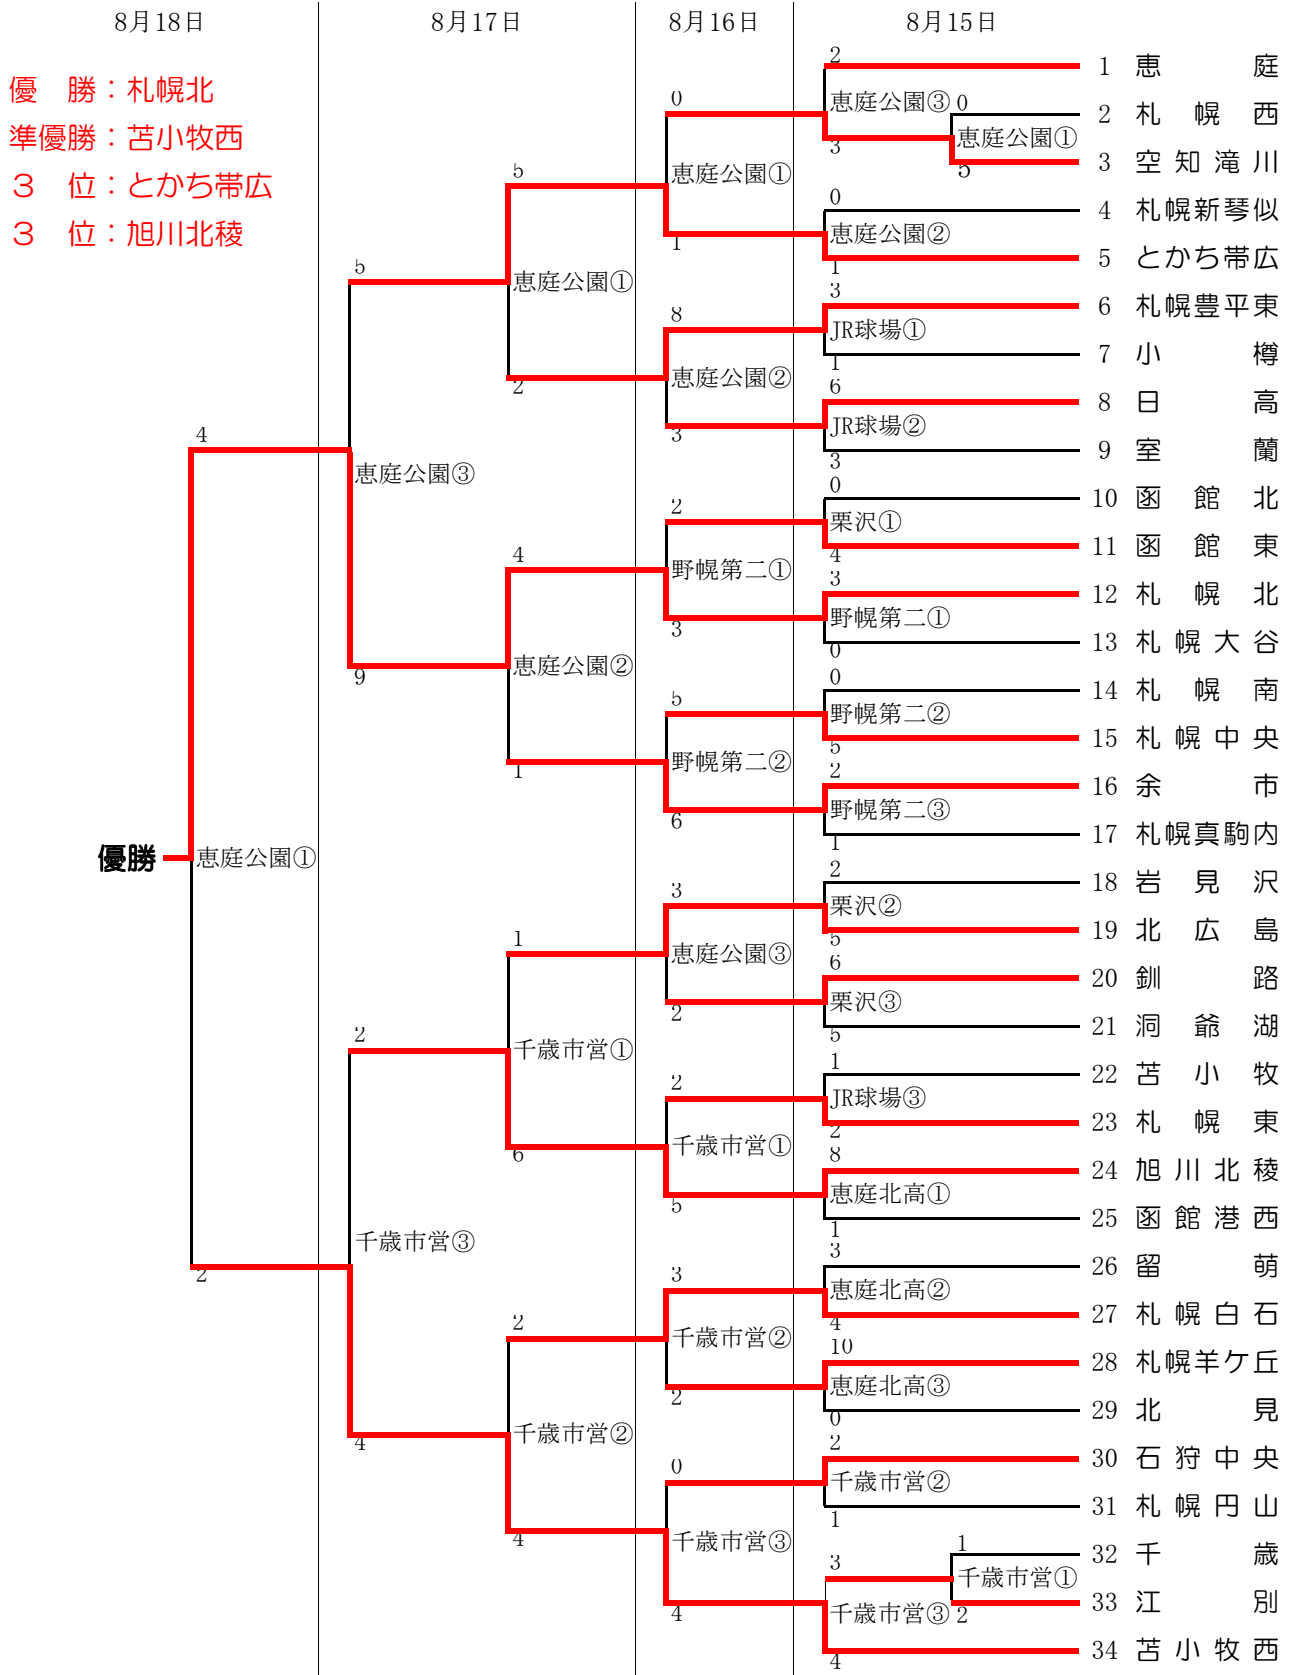 8月18日 8月17日 8月16日 8月15日
優　勝：札幌北
準優勝：苫小牧西
３　位：とかち帯広
３　位：旭川北稜
優勝
恵庭公園①
4
2
恵庭公園③
5
9
千歳市営③
2
4
恵庭公園①
5
2
恵庭公園②
4
1
千歳市営①
1
6
千歳市営②
2
4
恵庭公園①
0
1
恵庭公園②
8
3
野幌第二①
2
3
野幌第二②
5
6
恵庭公園③
3
2
千歳市営①
2
5
千歳市営②
3
2
千歳市営③
0
4
恵庭公園③
2
3
恵庭公園①
0
5
恵庭公園②
0
1
JR球場①
3
1
JR球場②
6
3
栗沢①
0
4
野幌第二①
3
0
野幌第二②
0
5
野幌第二③
2
1
栗沢②
2
5
栗沢③
6
5
JR球場③
1
2
恵庭北高①
8
1
恵庭北高②
3
4
恵庭北高③
10
0
千歳市営②
2
1
千歳市営①
1
2
千歳市営③
3
4
1 恵庭
2 札幌西
3 空知滝川
4 札幌新琴似
5 とかち帯広
6 札幌豊平東
7 小樽
8 日高
9 室蘭
10 函館北
11 函館東
12 札幌北
13 札幌大谷
14 札幌南
15 札幌中央
16 余市
17 札幌真駒内
18 岩見沢
19 北広島
20 釧路
21 洞爺湖
22 苫小牧
23 札幌東
24 旭川北稜
25 函館港西
26 留萌
27 札幌白石
28 札幌羊ケ丘
29 北見
30 石狩中央
31 札幌円山
32 千歳
33 江別
34 苫小牧西